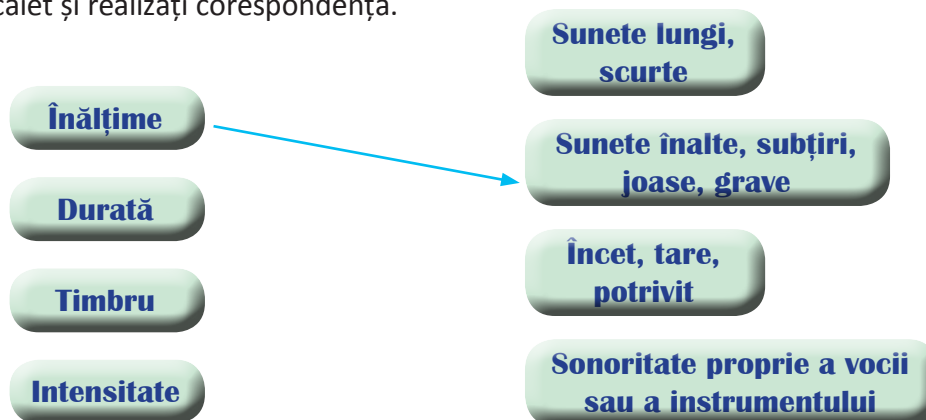 caiet și realizați corespondența.
Înălțime
Durată
Timbru
Intensitate
Sunete lungi,
scurte
Sunete înalte, subțiri,
joase, grave
Încet, tare,
potrivit
Sonoritate proprie a vocii
sau a instrumentului